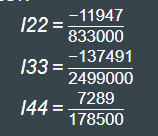 I22 = −11947/833000
I33 = −137491/2499000
I44 = 7289/178500